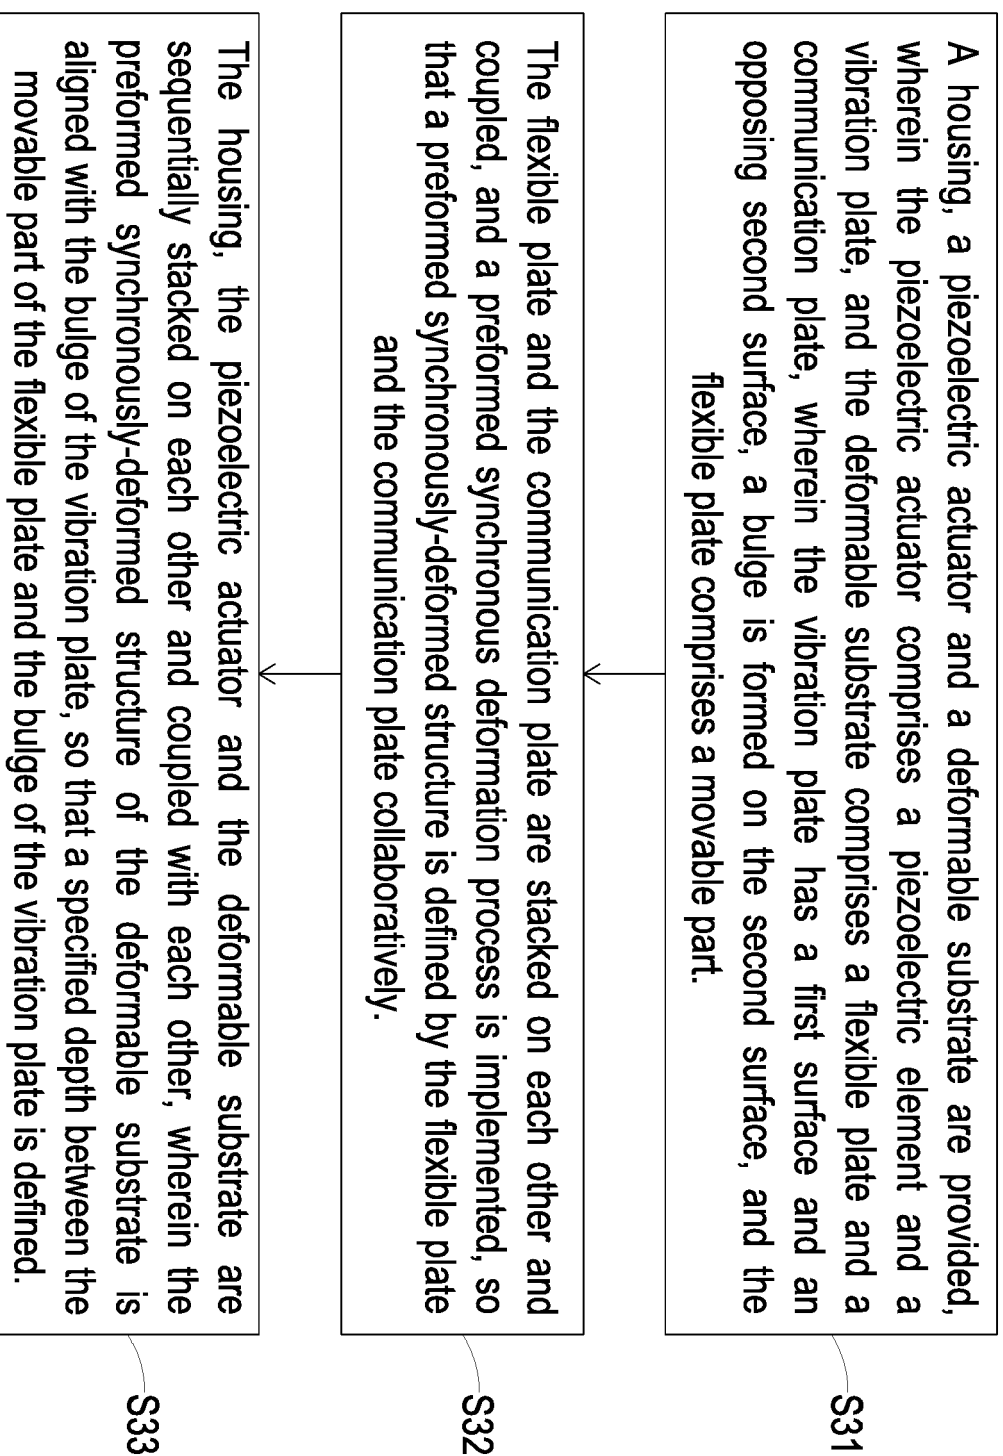 A housing, a piezoelectric actuator and a deformable substrate are provided,
wherein the piezoelectric actuator comprises a piezoelectric element and a
vibration plate, and the deformable substrate comprises a flexible plate and a
communication plate, wherein the vibration plate has a first surface and an
opposing second surface, a bulge is formed on the second surface, and the
flexible plate comprises a movable part.
S31
The flexible plate and the communication plate are stacked on each other and
coupled, and a preformed synchronous deformation process is implemented, so
that a preformed synchronously-deformed structure is defined by the flexible plate
and the communication plate collaboratively.
S32
The housing, the piezoelectric actuator and the deformable substrate are
sequentially stacked on each other and coupled with each other, wherein the
preformed synchronously-deformed structure of the deformable substrate is
aligned with the bulge of the vibration plate, so that a specified depth between the
movable part of the flexible plate and the bulge of the vibration plate is defined.
S33